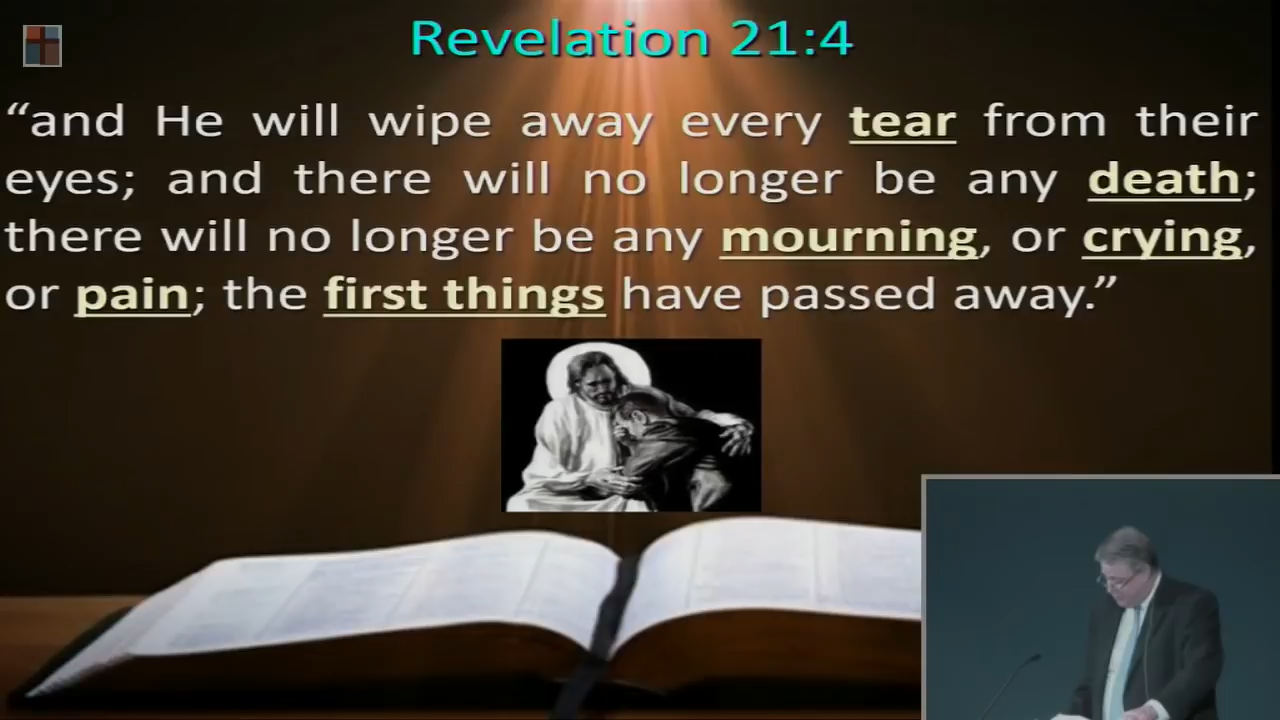 Revelation 21:4
“and He will wipe away every tear from their
eyes; and there will no longer be any death;
there will no longer be any mourning, or crying,
or pain; the first things have passed away.”